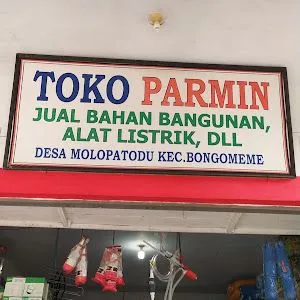 TOKO PARMIN
JUAL BAHAN BANGUNAN,
ALAT LISTRIK, DLL
DESA MOLOPATODU KEC.BONGOMEME